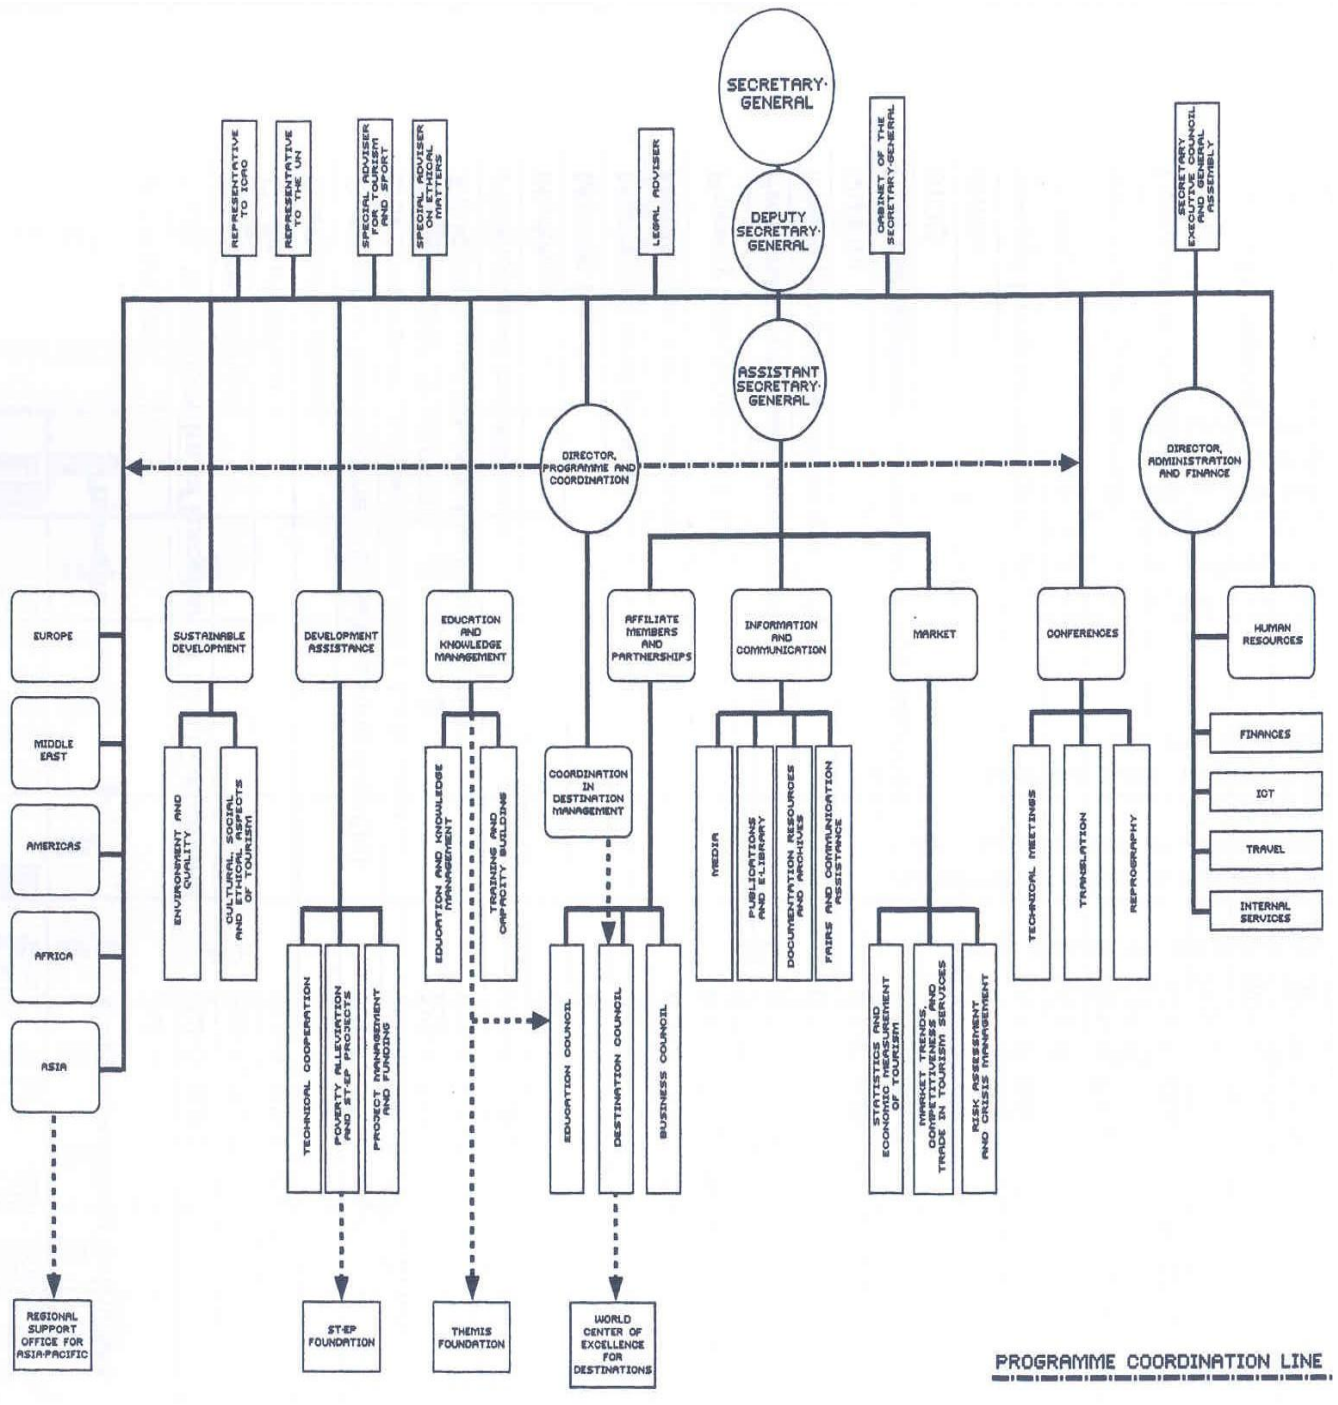 SECRETARY-
GENERAL
REPRESENTATIVE
TO ICAO
REPRESENTATIVE
TO THE UN
SPECIAL ADVISER
FOR TOURISM
AND SPORT
SPECIAL ADVISER
ON ETHICAL
MATTERS
LEGAL ADVISER
DEPUTY
SECRETARY-
GENERAL
CABINET OF THE
SECRETARY-GENERAL
SECRETARY
EXECUTIVE COUNCIL
AND GENERAL
ASSEMBLY
ASSISTANT
SECRETARY-
GENERAL
DIRECTOR,
PROGRAMME AND
COORDINATION
DIRECTOR,
ADMINISTRATION
AND FINANCE
EUROPE
SUSTAINABLE
DEVELOPMENT
DEVELOPMENT
ASSISTANCE
EDUCATION
AND
KNOWLEDGE
MANAGEMENT
AFFILIATE
MEMBERS
AND
PARTNERSHIPS
INFORMATION
AND
COMMUNICATION
MARKET
CONFERENCES
HUMAN
RESOURCES
MIDDLE
EAST
AMERICAS
AFRICA
ASIA
ENVIRONMENT AND
QUALITY
CULTURAL, SOCIAL
AND ETHICAL ASPECTS
OF TOURISM
TECHNICAL COOPERATION
POVERTY ALLEVIATION
AND ST-EP PROJECTS
PROJECT MANAGEMENT
AND FUNDING
EDUCATION AND KNOWLEDGE
MANAGEMENT
TRAINING AND
CAPACITY BUILDING
COORDINATION
IN
DESTINATION
MANAGEMENT
EDUCATION COUNCIL
DESTINATION COUNCIL
BUSINESS COUNCIL
MEDIA
PUBLICATIONS
AND E-LIBRARY
DOCUMENTATION RESOURCES
AND ARCHIVES
FAIRS AND COMMUNICATION
ASSISTANCE
STATISTICS AND
ECONOMIC MEASUREMENT
OF TOURISM
MARKET TRENDS,
COMPETITIVENESS AND
TRADE IN TOURISM SERVICES
RISK ASSESSMENT
AND CRISIS MANAGEMENT
TECHNICAL MEETINGS
TRANSLATION
REPROGRAPHY
FINANCES
ICT
TRAVEL
INTERNAL
SERVICES
REGIONAL
SUPPORT
OFFICE FOR
ASIA-PACIFIC
ST-EP
FOUNDATION
THEMIS
FOUNDATION
WORLD
CENTER OF
EXCELLENCE
FOR
DESTINATIONS
PROGRAMME COORDINATION LINE